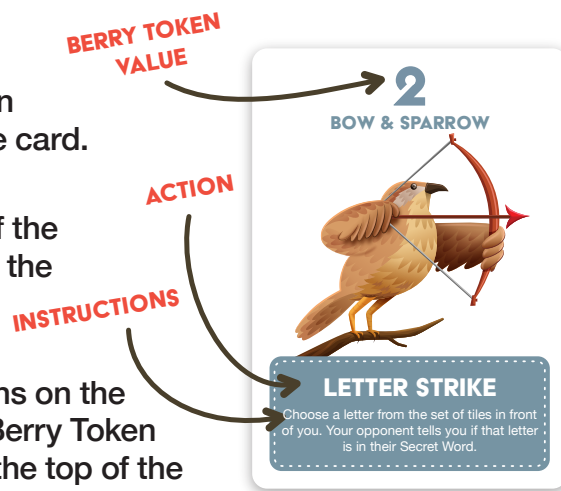 BERRY TOKEN
VALUE
e card.
ACTION
f the
the
INSTRUCTIONS
ns on the
Berry Token
the top of the
2
BOW & SPARROW
LETTER STRIKE
Choose a letter from the set of tiles in front
of you. Your opponent tells you if that letter
is in their Secret Word.